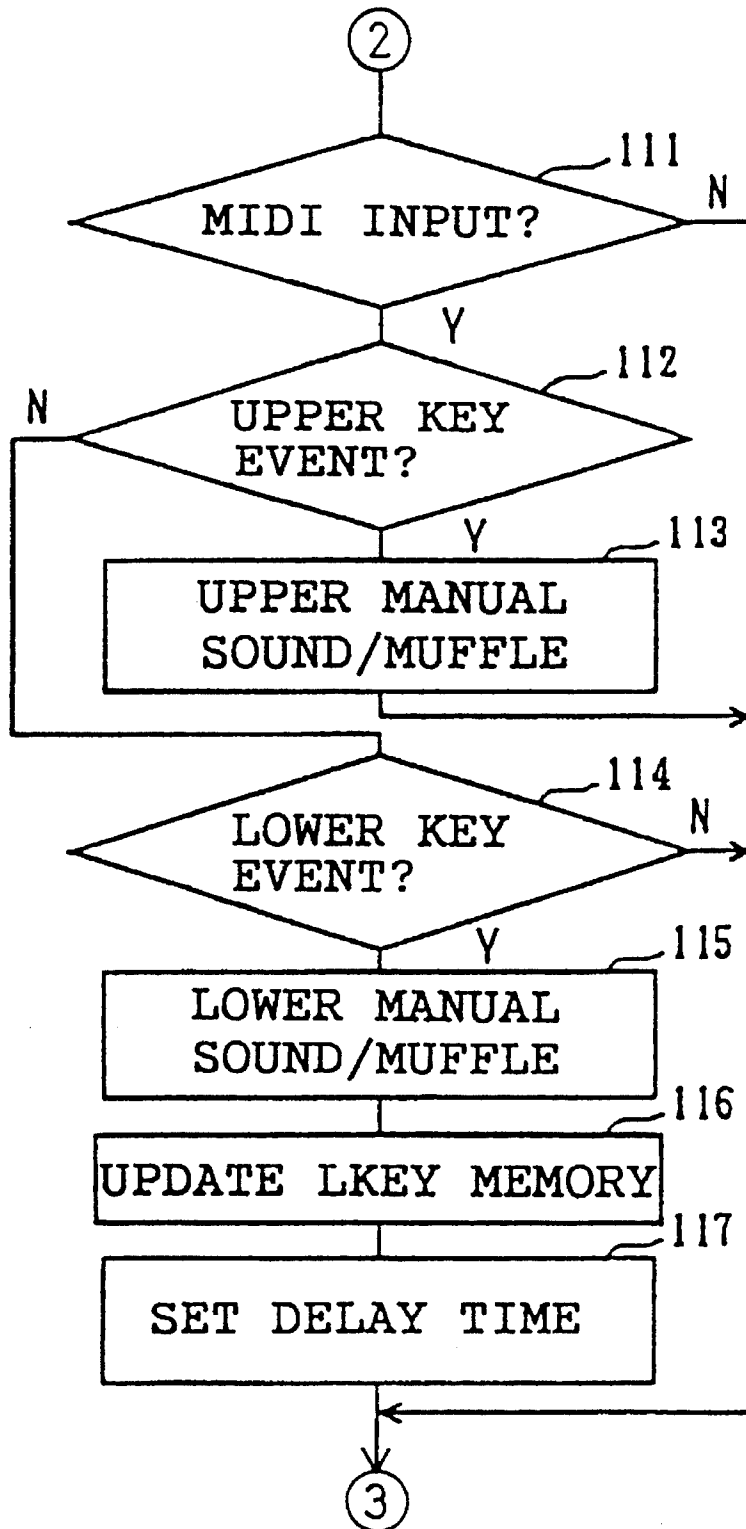 2
111
N
MIDI INPUT?
Y
112
N
UPPER KEY
EVENT?
Y
113
UPPER MANUAL
SOUND/MUFFLE
114
N
LOWER KEY
EVENT?
Y
115
LOWER MANUAL
SOUND/MUFFLE
116
UPDATE LKEY MEMORY
117
SET DELAY TIME
3